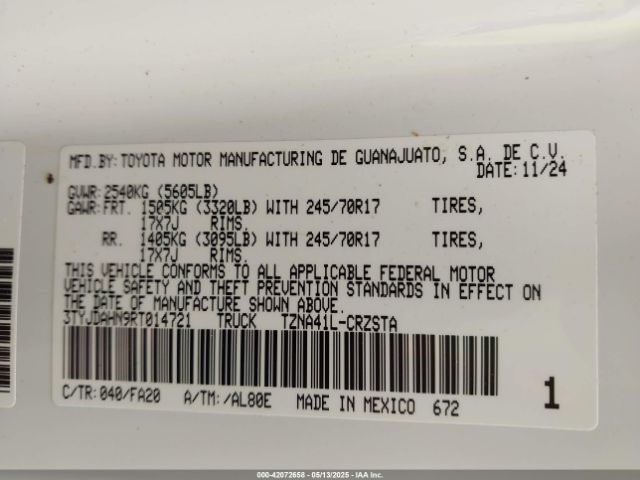 MFD.BY:TOYOTA MOTOR MANUFACTURING DE GUANAJUATO, S.A. DE C.V.
DATE:11/24
GVWR:2540KG (5605LB)
GAWR:FRT. 1505KG (3320LB) WITH 245/70R17 TIRES,
17X7J RIMS.
RR. 1405KG (3095LB) WITH 245/70R17 TIRES,
17X7J RIMS.
THIS VEHICLE CONFORMS TO ALL APPLICABLE FEDERAL MOTOR
VEHICLE SAFETY AND THEFT PREVENTION STANDARDS IN EFFECT ON
THE DATE OF MANUFACTURE SHOWN ABOVE.
3TYJDAHN9RT014721 TRUCK TZNA41L-CRZSTA
C/TR:040/FA20 A/TM:/AL80E MADE IN MEXICO 672 1
000-42072658 - 05/13/2025 - IAAI.com